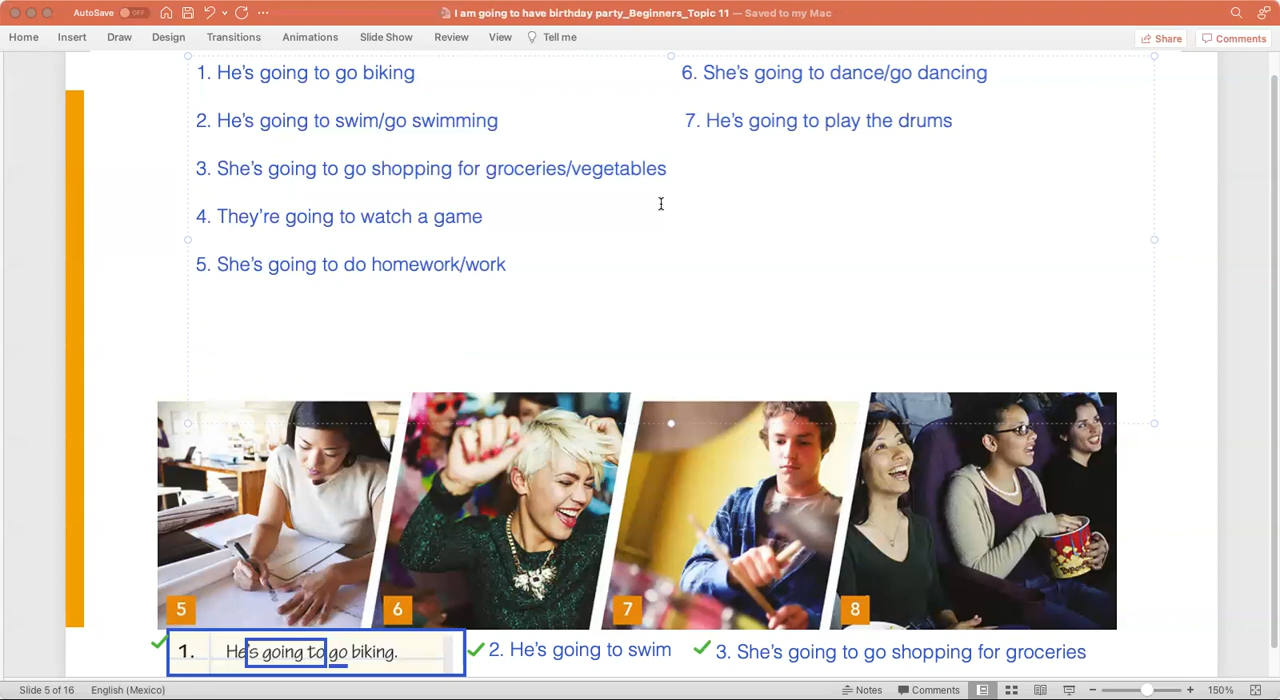 AutoSave OFF
I am going to have birthday party_Beginners_Topic 11 — Saved to my Mac
Home Insert Draw Design Transitions Animations Slide Show Review View Tell me Share Comments
1. He's going to go biking
2. He's going to swim/go swimming
3. She's going to go shopping for groceries/vegetables
4. They're going to watch a game
5. She's going to do homework/work
6. She's going to dance/go dancing
7. He's going to play the drums
5 6 7 8
1. He's going to go biking.
2. He's going to swim
3. She's going to go shopping for groceries
Slide 5 of 16 English (Mexico) Notes Comments 150%